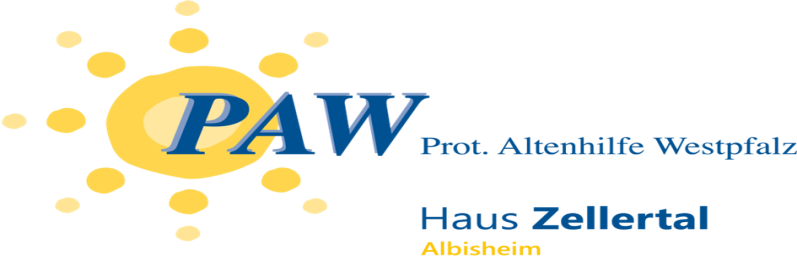 PAW
Prot. Altenhilfe Westpfalz
Haus Zellertal
Albisheim